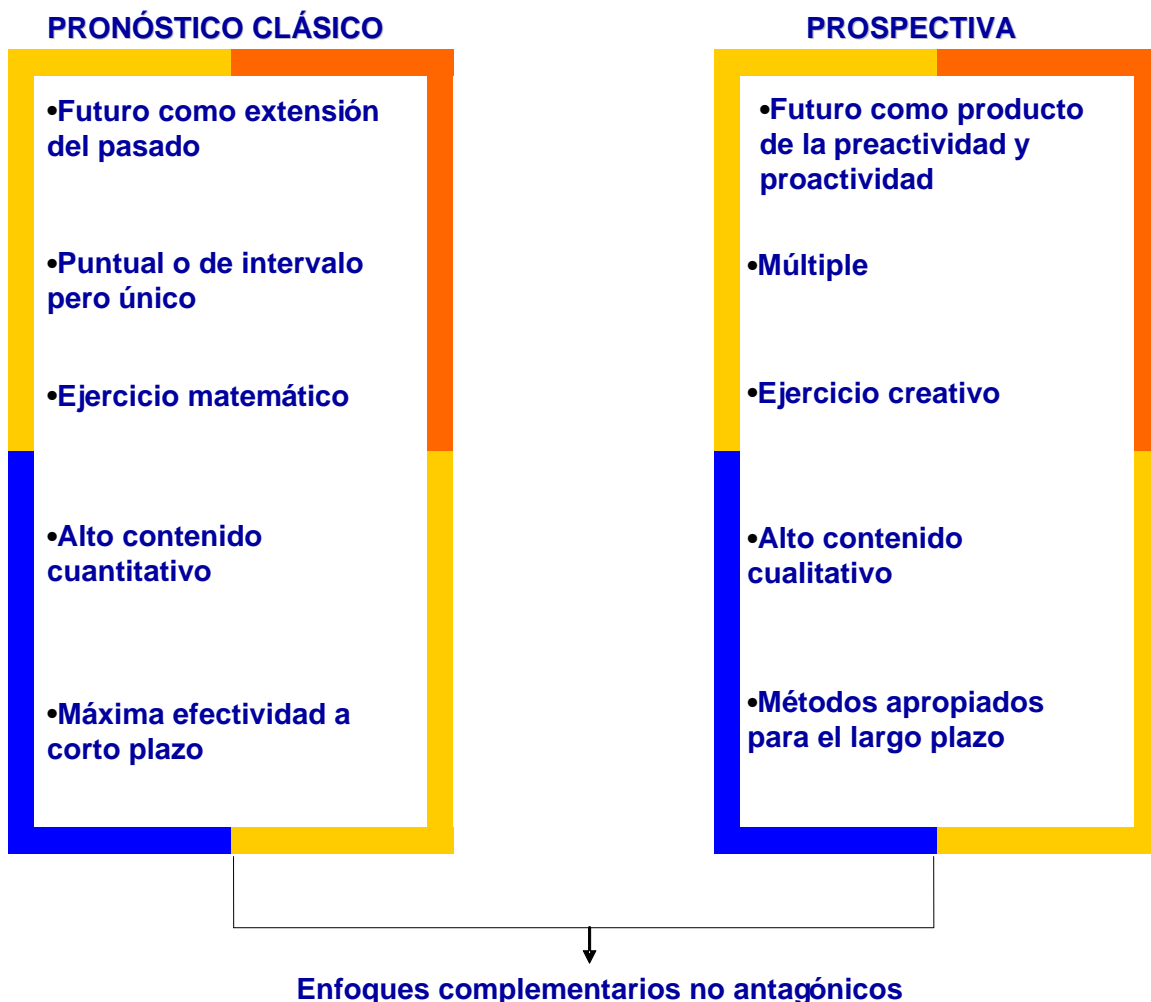 PRONÓSTICO CLÁSICO
•Futuro como extensión
del pasado
•Puntual o de intervalo
pero único
•Ejercicio matemático
•Alto contenido
cuantitativo
•Máxima efectividad a
corto plazo
PROSPECTIVA
•Futuro como producto
de la preactividad y
proactividad
•Múltiple
•Ejercicio creativo
•Alto contenido
cualitativo
•Métodos apropiados
para el largo plazo
Enfoques complementarios no antagónicos